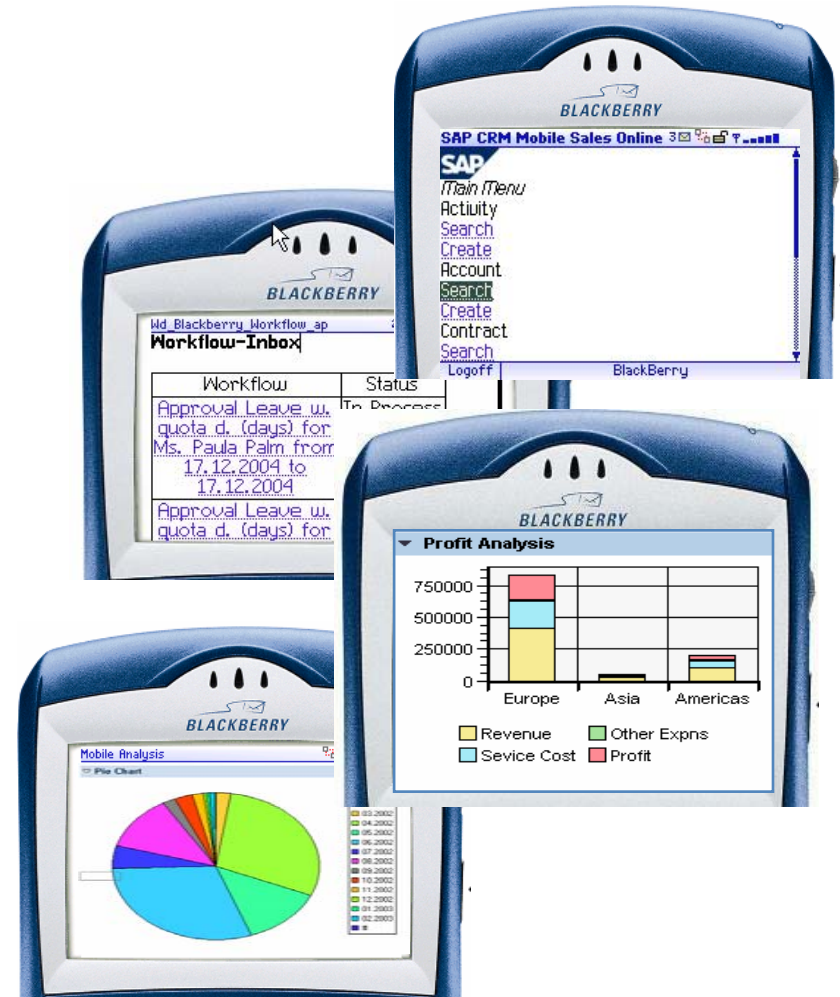 BLACKBERRY
SAP CRM Mobile Sales Online 3
SAP
Main Menu
Activity
Search
Create
Account
Search
Create
Contract
Search
Logoff BlackBerry
BLACKBERRY
Wd_Blackberry_Workflow_ap
Workflow-Inbox
Workflow Status
Approval Leave w. In Process
quota d. (days) for
Ms. Paula Palm from
17.12.2004 to
17.12.2004
Approval Leave w.
quota d. (days) for
BLACKBERRY
Profit Analysis
750000
500000
250000
0
Europe Asia Americas
Revenue Other Expns
Sevice Cost Profit
BLACKBERRY
Mobile Analysis
Pie Chart
03.2002
04.2002
05.2002
06.2002
07.2002
08.2002
09.2002
10.2002
11.2002
12.2002
01.2003
02.2003
#